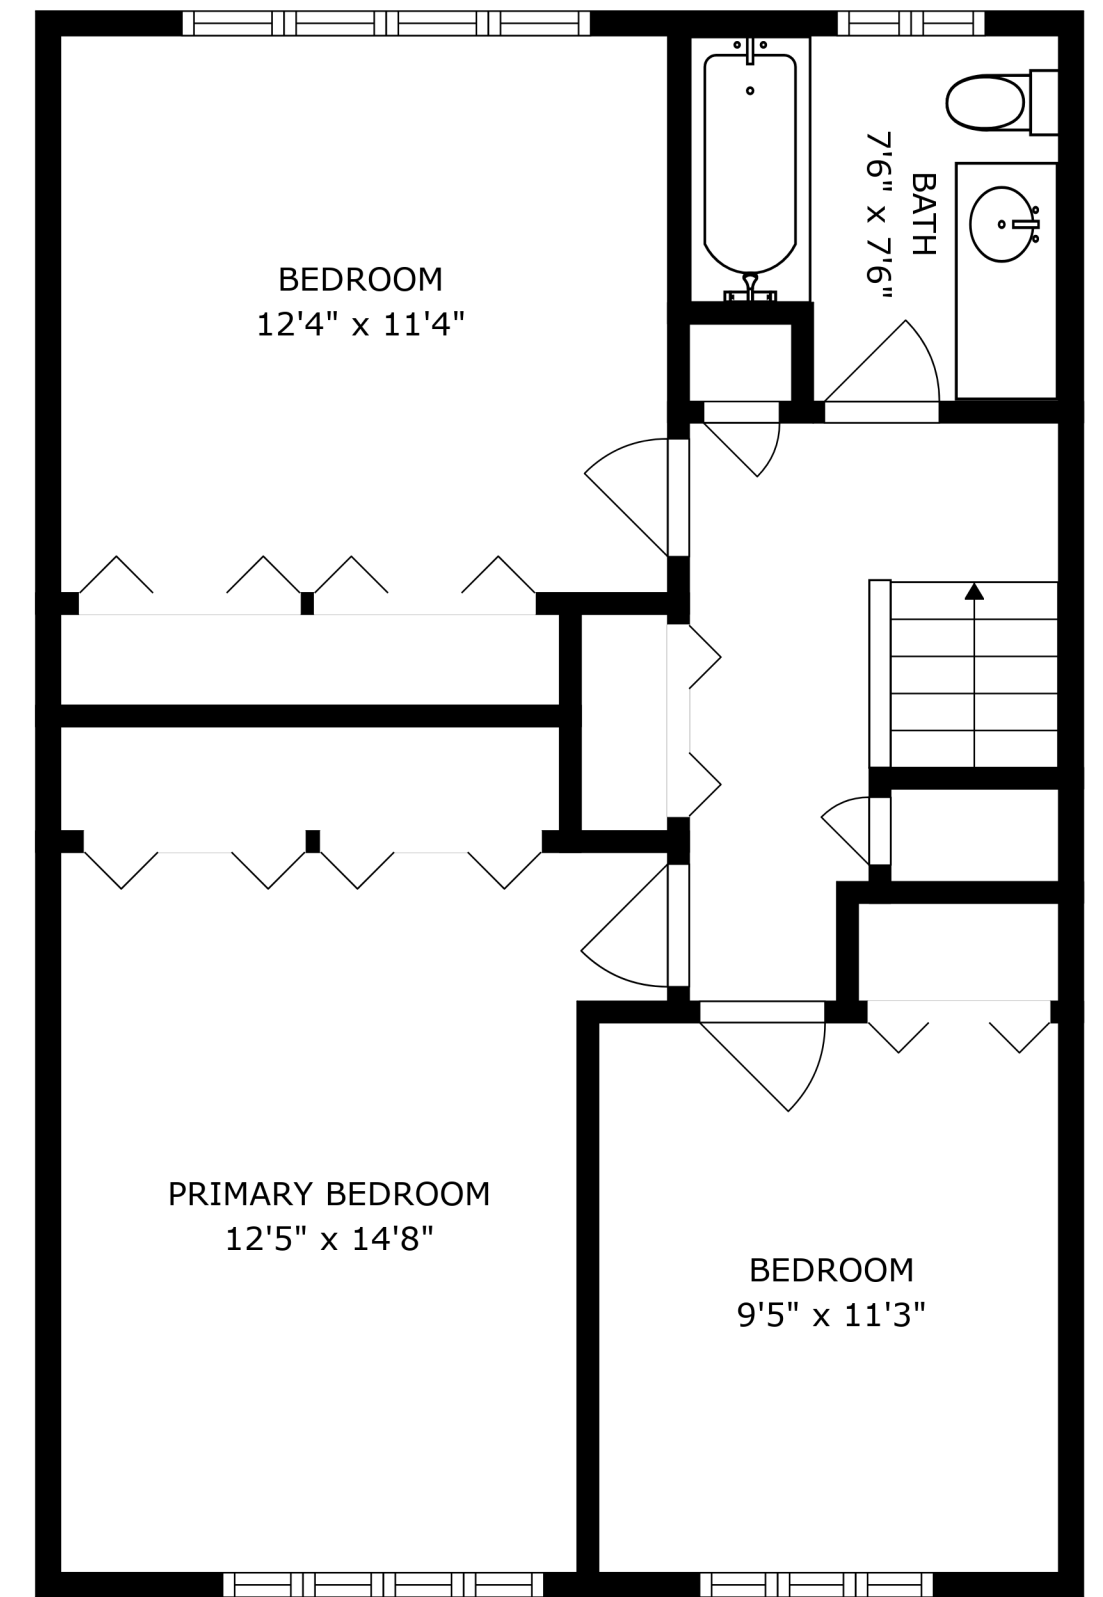 BATH
7'6" x 7'6"
BEDROOM
12'4" x 11'4"
PRIMARY BEDROOM
12'5" x 14'8"
BEDROOM
9'5" x 11'3"